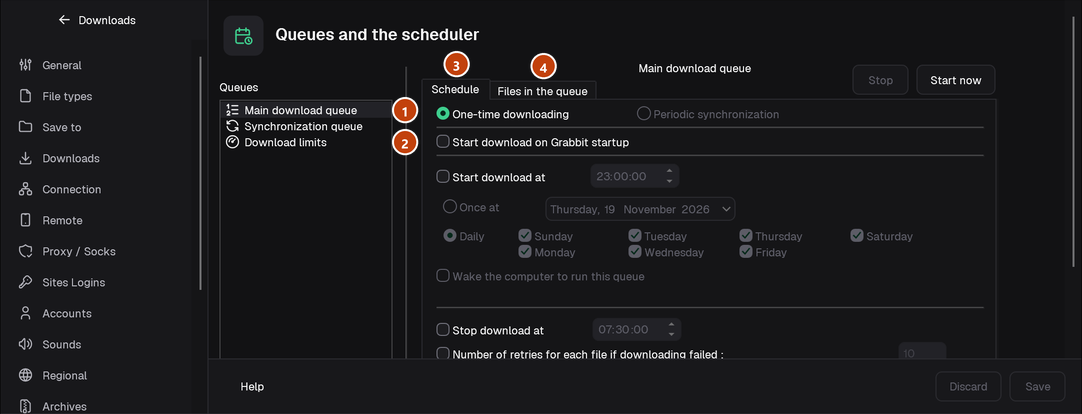 Downloads
General
File types
Save to
Downloads
Connection
Remote
Proxy / Socks
Sites Logins
Accounts
Sounds
Regional
Archives
Queues and the scheduler
Queues
Main download queue
Synchronization queue
Download limits
1
2
3
4
Main download queue
Stop
Start now
Schedule
Files in the queue
One-time downloading
Periodic synchronization
Start download on Grabbit startup
Start download at
23:00:00
Once at
Thursday, 19 November 2026
Daily
Sunday
Tuesday
Thursday
Saturday
Monday
Wednesday
Friday
Wake the computer to run this queue
Stop download at
07:30:00
Number of retries for each file if downloading failed :
10
Help
Discard
Save